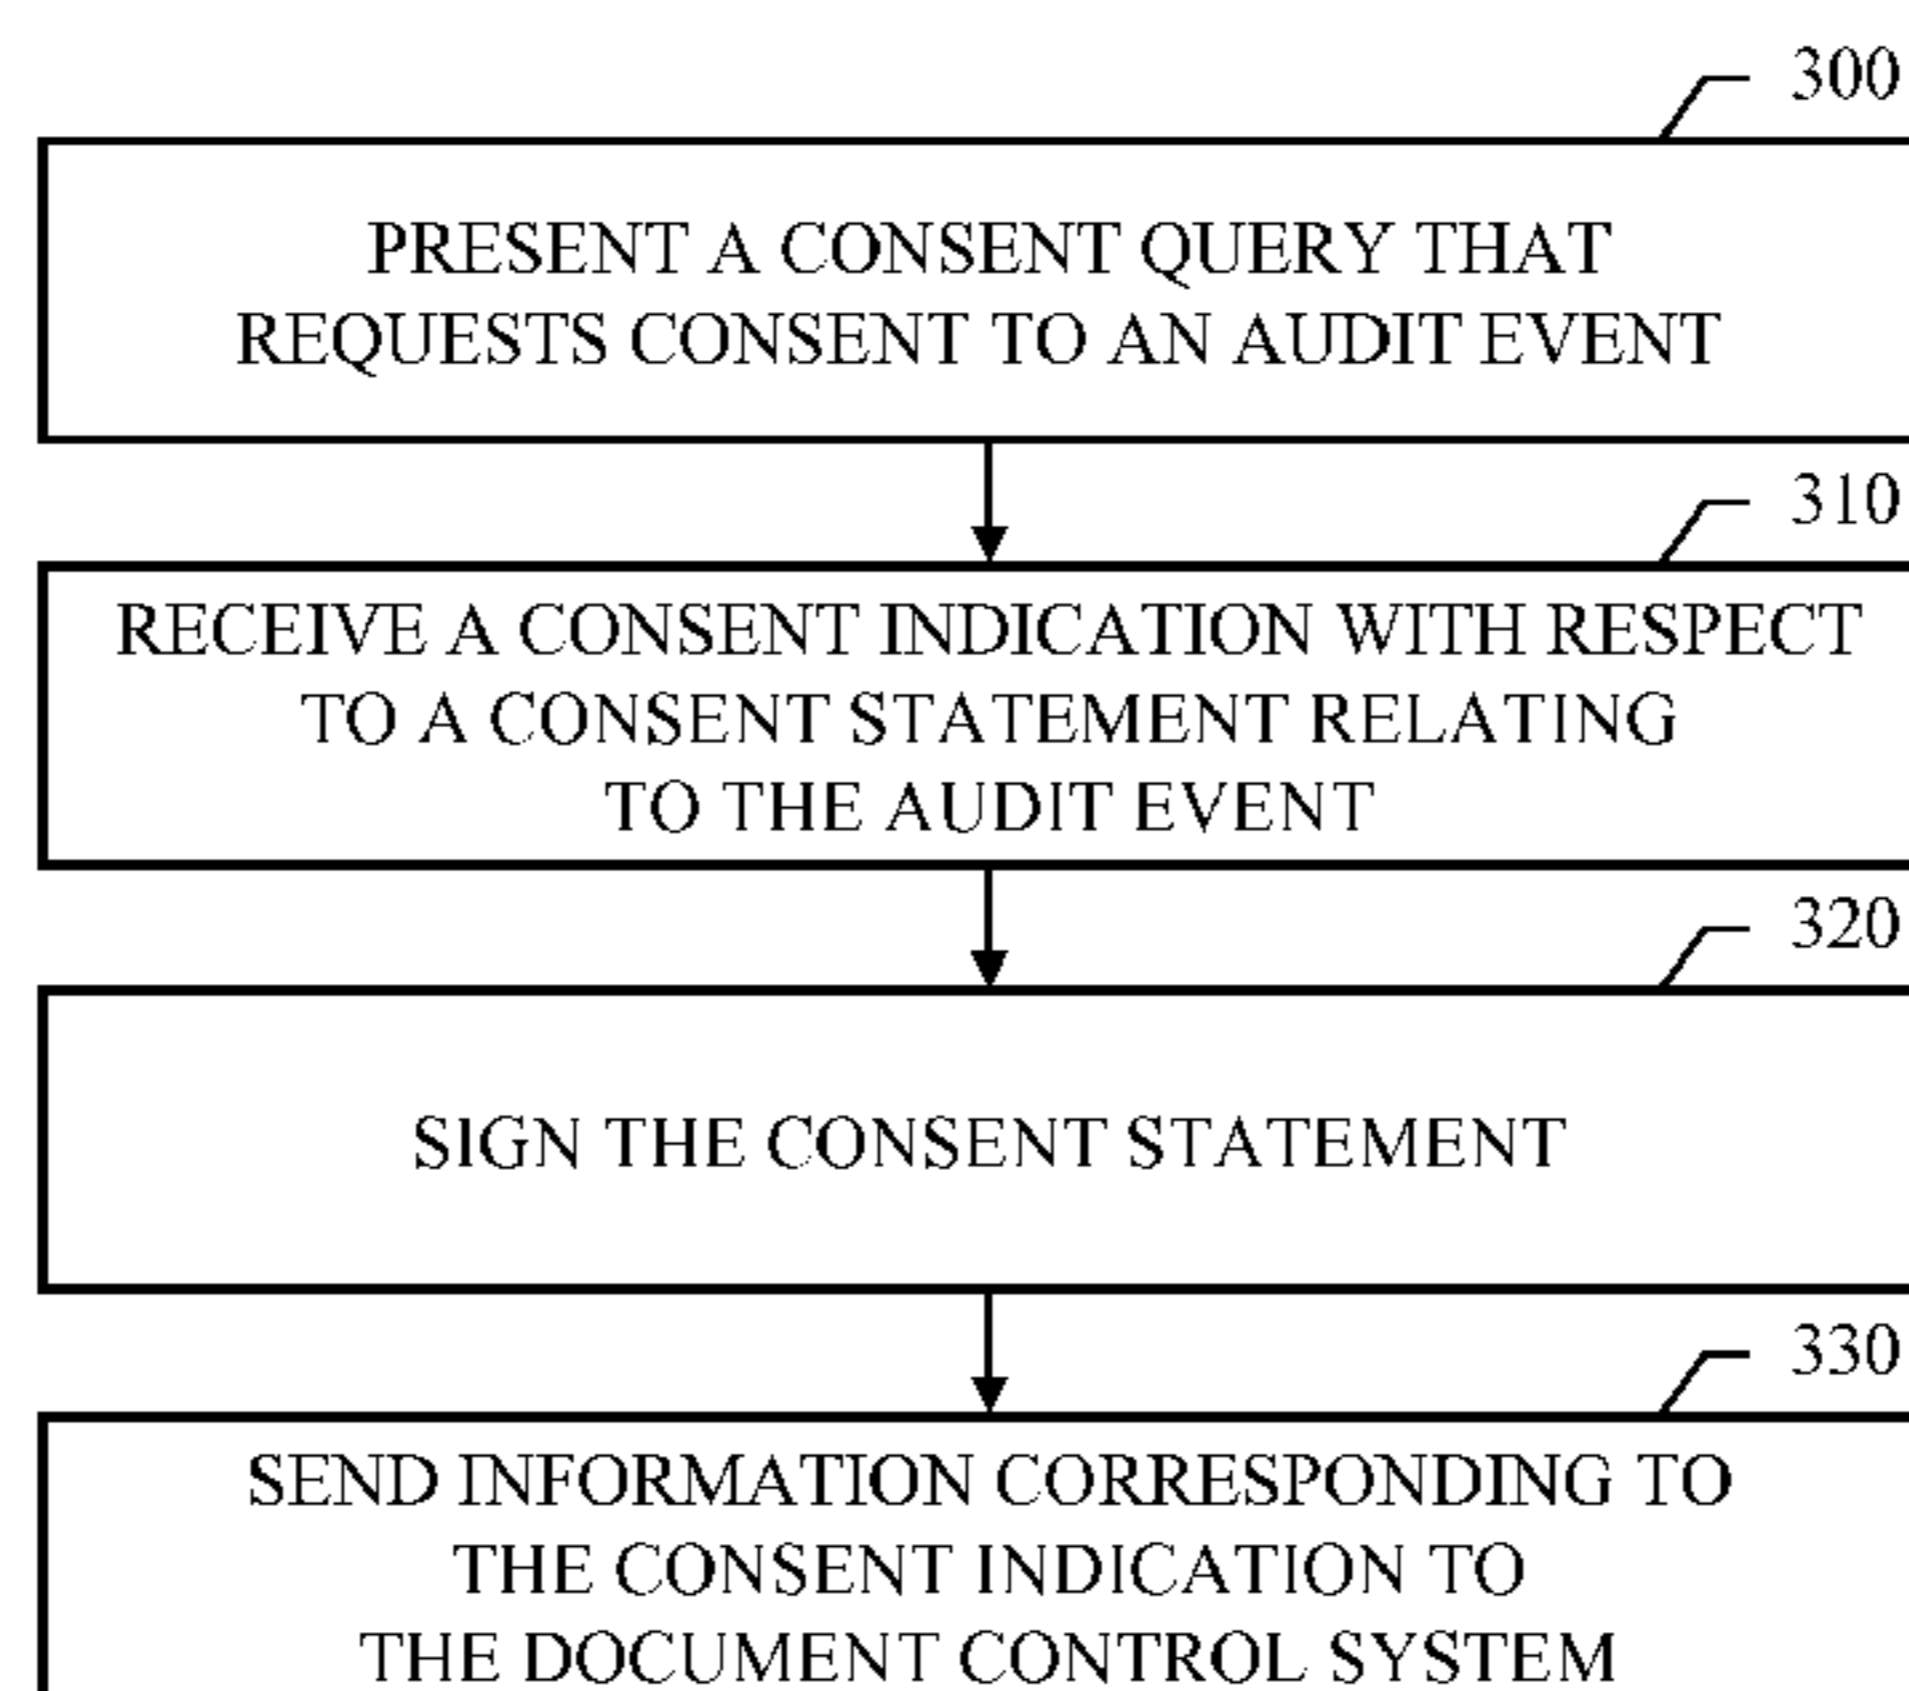 300
PRESENT A CONSENT QUERY THAT
REQUESTS CONSENT TO AN AUDIT EVENT
310
RECEIVE A CONSENT INDICATION WITH RESPECT
TO A CONSENT STATEMENT RELATING
TO THE AUDIT EVENT
320
SIGN THE CONSENT STATEMENT
330
SEND INFORMATION CORRESPONDING TO
THE CONSENT INDICATION TO
THE DOCUMENT CONTROL SYSTEM